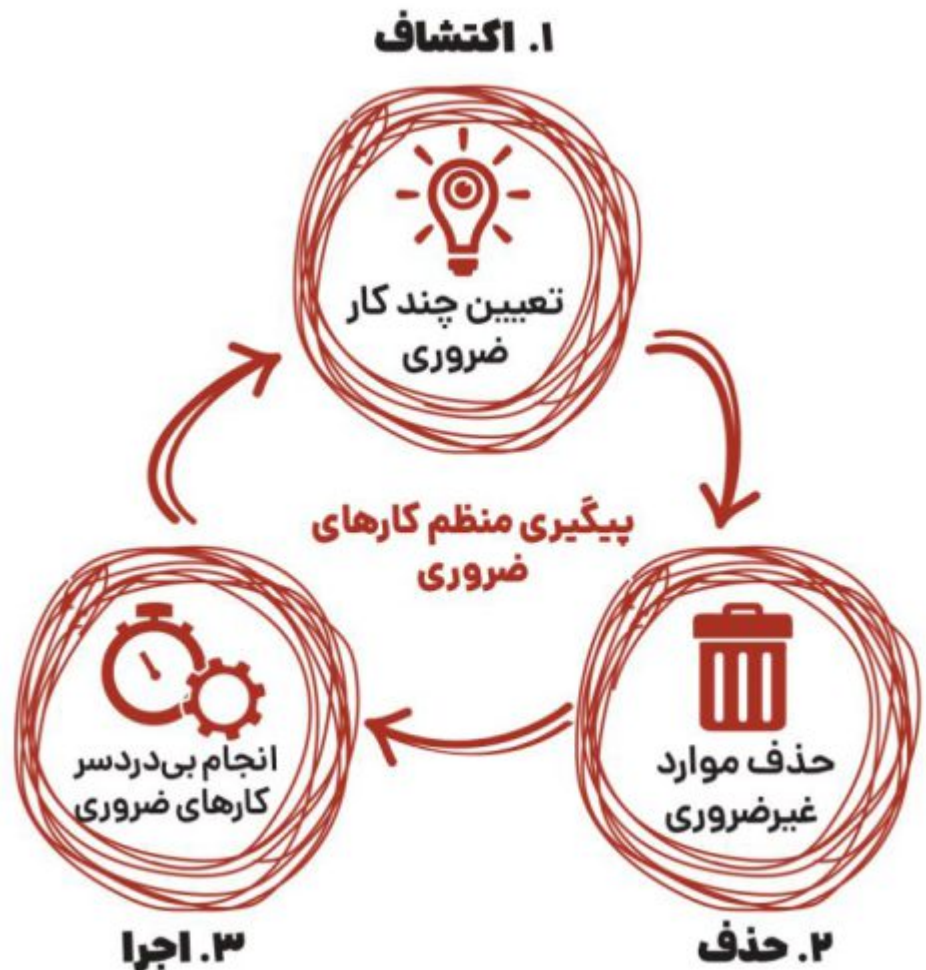 ۱. اکتشاف
تعیین چند کار
ضروری
پیگیری منظم کارهای
ضروری
حذف موارد
غیرضروری
۲. حذف
انجام بی‌دردسر
کارهای ضروری
۳. اجرا